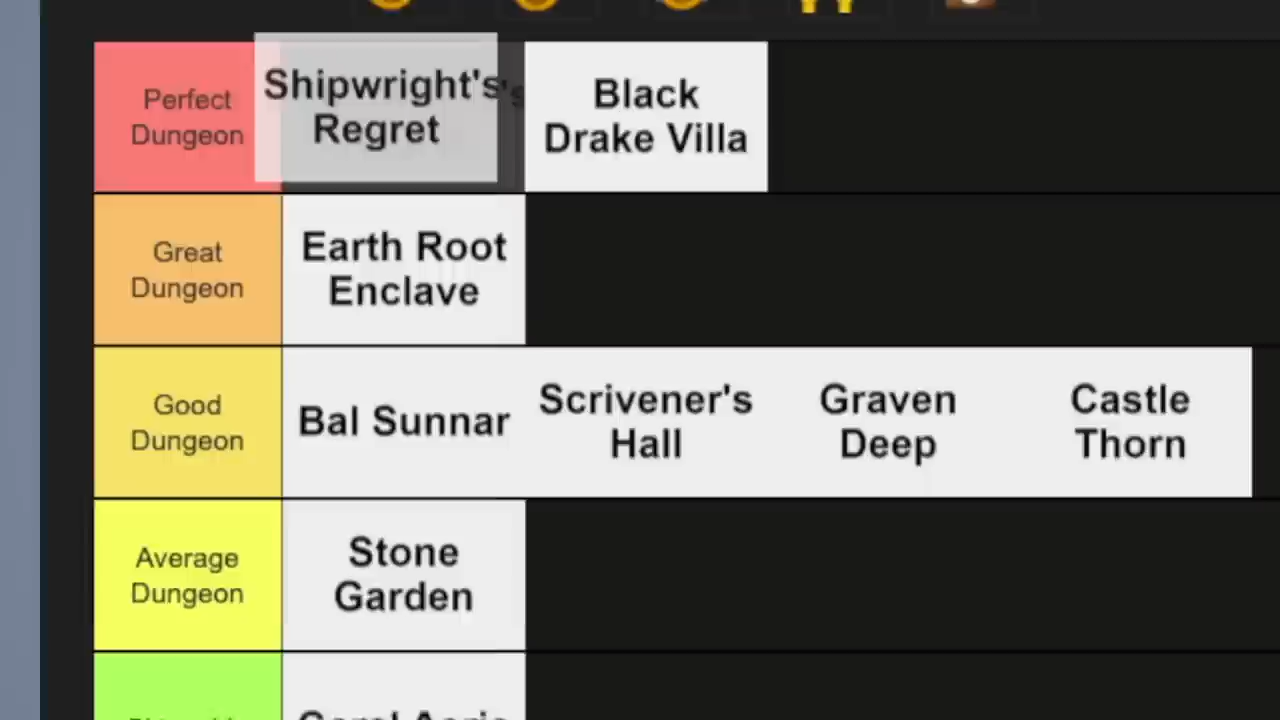 Perfect
Dungeon
Shipwright's
Regret
Black
Drake Villa
Great
Dungeon
Earth Root
Enclave
Good
Dungeon
Bal Sunnar
Scrivener's
Hall
Graven
Deep
Castle
Thorn
Average
Dungeon
Stone
Garden